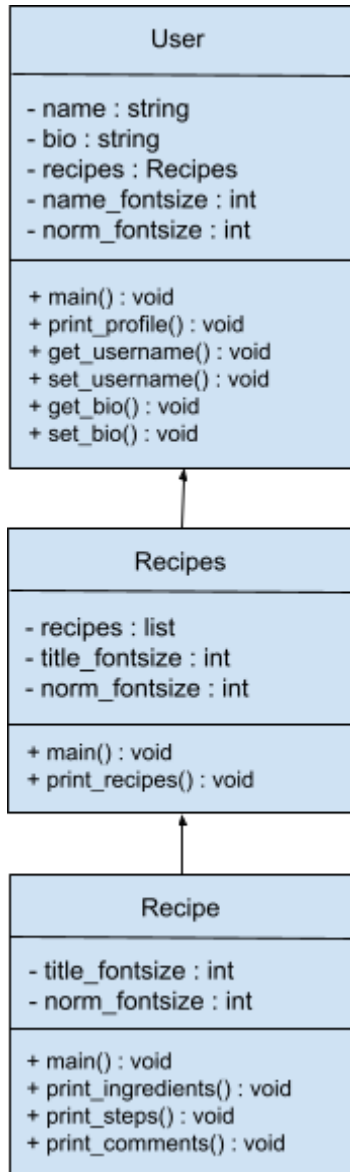 User
- name : string
- bio : string
- recipes : Recipes
- name_fontsize : int
- norm_fontsize : int
+ main() : void
+ print_profile() : void
+ get_username() : void
+ set_username() : void
+ get_bio() : void
+ set_bio() : void
Recipes
- recipes : list
- title_fontsize : int
- norm_fontsize : int
+ main() : void
+ print_recipes() : void
Recipe
- title_fontsize : int
- norm_fontsize : int
+ main() : void
+ print_ingredients() : void
+ print_steps() : void
+ print_comments() : void